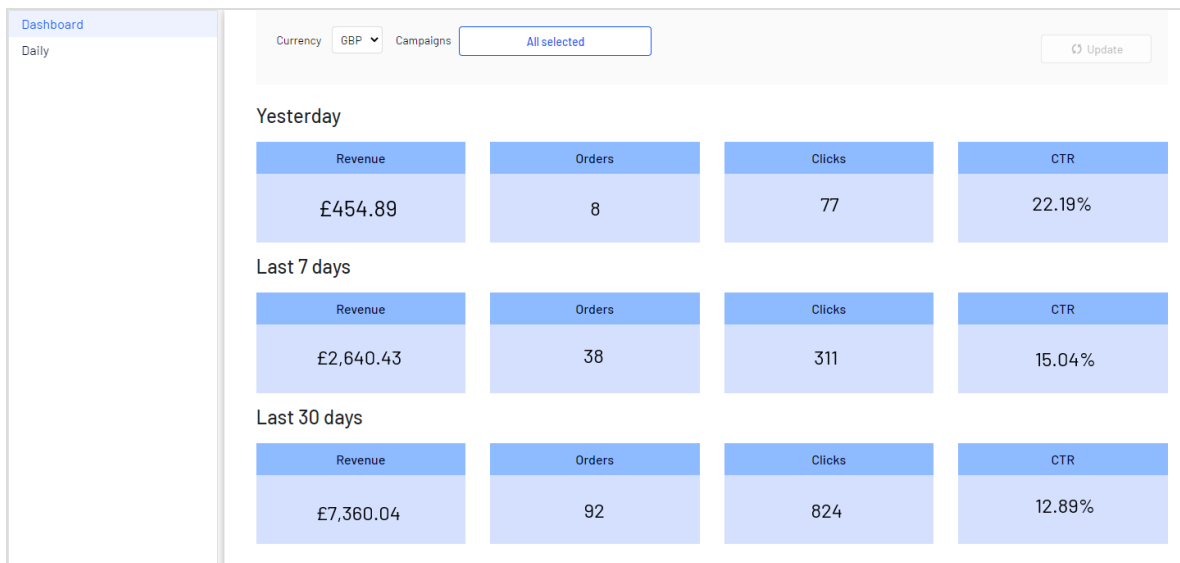 Dashboard
Daily
Currency GBP Campaigns All selected
Update
Yesterday
Revenue Orders Clicks CTR
£454.89 8 77 22.19%
Last 7 days
Revenue Orders Clicks CTR
£2,640.43 38 311 15.04%
Last 30 days
Revenue Orders Clicks CTR
£7,360.04 92 824 12.89%